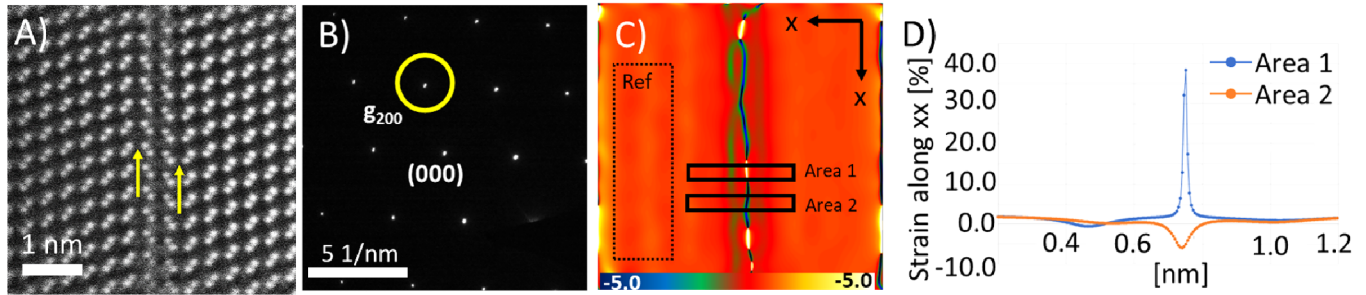 A)
1 nm
B)
g200
(000)
5 1/nm
C)
x
x
Ref
Area 1
Area 2
-5.0
-5.0
D)
Strain along xx [%]
40.0
30.0
20.0
10.0
0.0
-10.0
0.4
0.6
0.8
1.0
1.2
[nm]
Area 1
Area 2